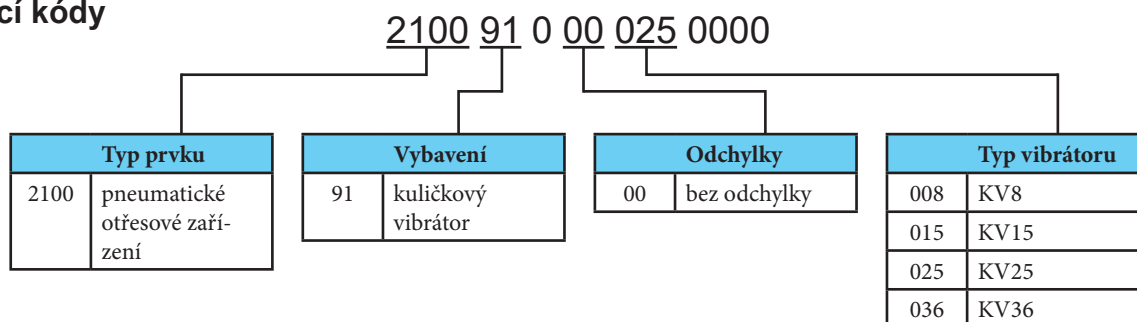 cí kódy
2100 91 0 00 025 0000
Typ prvku
2100 pneumatické
otřesové zaří-
zení
Vybavení
91 kuličkový
vibrátor
Odchylky
00 bez odchylky
Typ vibrátoru
008 KV8
015 KV15
025 KV25
036 KV36